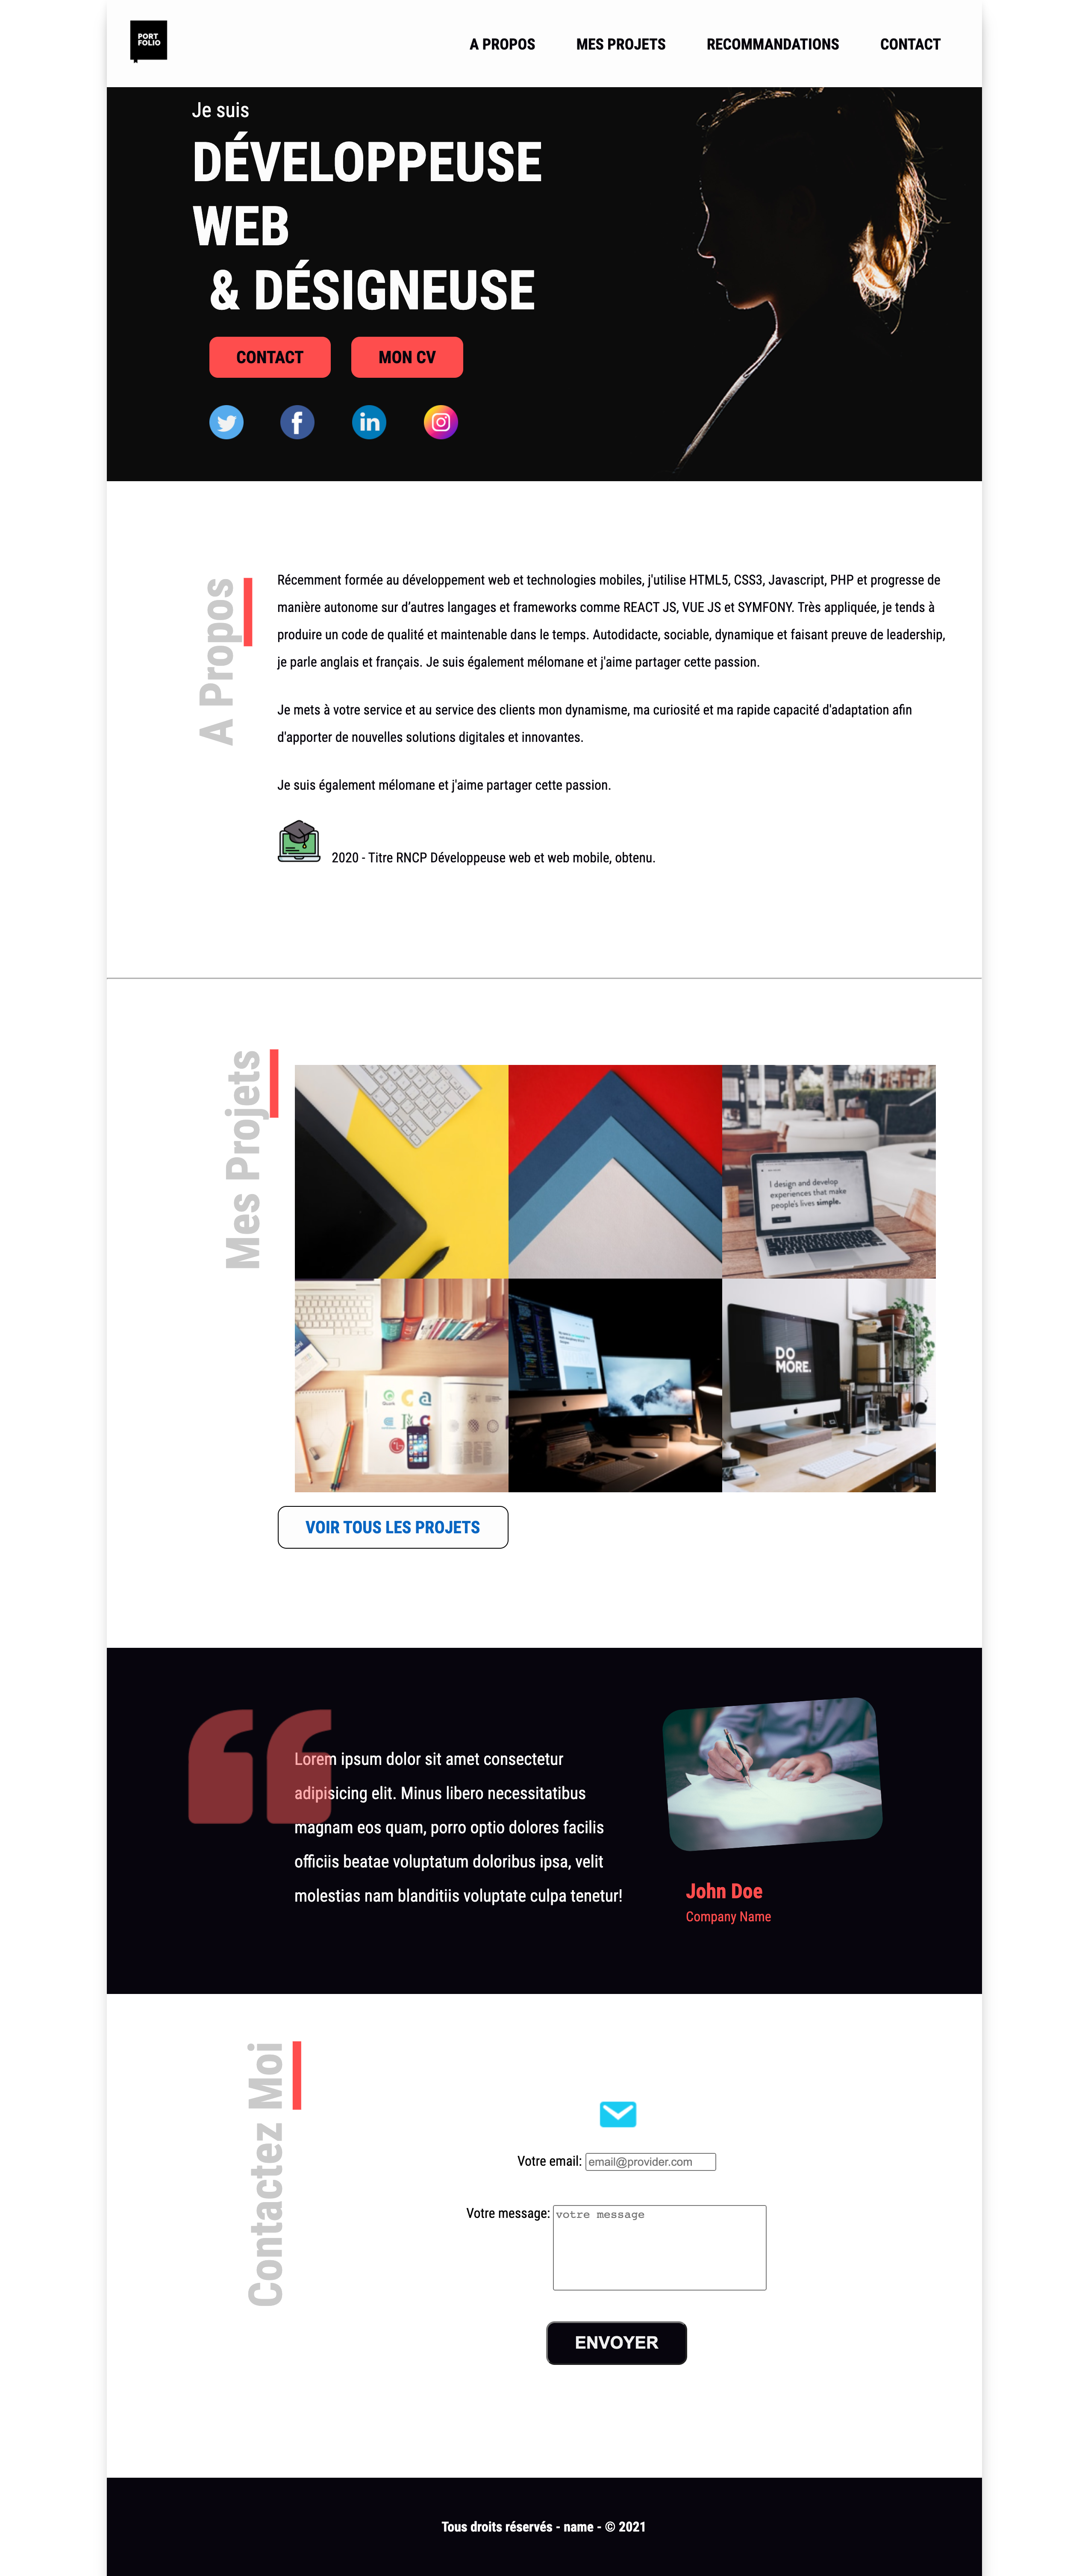 PORT
FOLIO
A PROPOS
MES PROJETS
RECOMMANDATIONS
CONTACT
Je suis
DÉVELOPPEUSE
WEB
& DÉSIGNEUSE
CONTACT
MON CV
A Propos
Récemment formée au développement web et technologies mobiles, j'utilise HTML5, CSS3, Javascript, PHP et progresse de
manière autonome sur d’autres langages et frameworks comme REACT JS, VUE JS et SYMFONY. Très appliquée, je tends à
produire un code de qualité et maintenable dans le temps. Autodidacte, sociable, dynamique et faisant preuve de leadership,
je parle anglais et français. Je suis également mélomane et j'aime partager cette passion.
Je mets à votre service et au service des clients mon dynamisme, ma curiosité et ma rapide capacité d'adaptation afin
d'apporter de nouvelles solutions digitales et innovantes.
Je suis également mélomane et j'aime partager cette passion.
2020 - Titre RNCP Développeuse web et web mobile, obtenu.
Mes Projets
I design and develop
experiences that make
people's lives simple.
DO
MORE.
VOIR TOUS LES PROJETS
Lorem ipsum dolor sit amet consectetur
adipisicing elit. Minus libero necessitatibus
magnam eos quam, porro optio dolores facilis
officiis beatae voluptatum doloribus ipsa, velit
molestias nam blanditiis voluptate culpa tenetur!
John Doe
Company Name
Contactez Moi
Votre email: email@provider.com
Votre message: votre message
ENVOYER
Tous droits réservés - name - © 2021